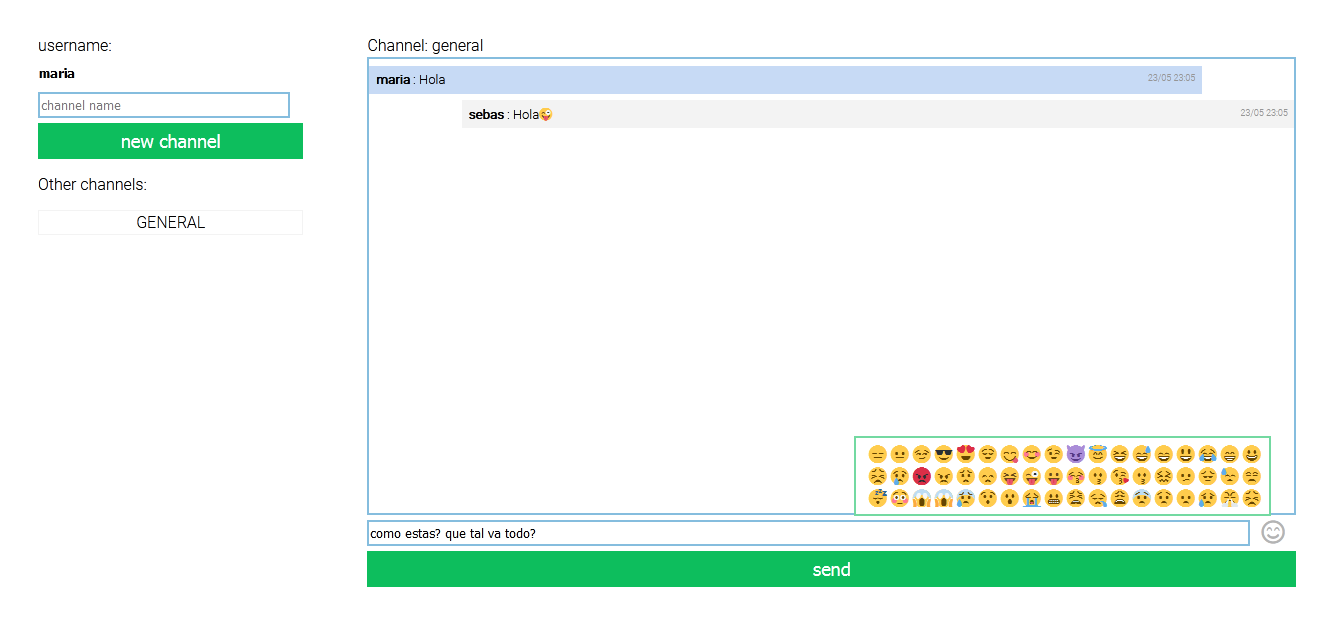 username:
maria
channel name
new channel
Other channels:
GENERAL
Channel: general
maria : Hola 23/05 23:05
sebas : Hola😜 23/05 23:05
como estas? que tal va todo?
send